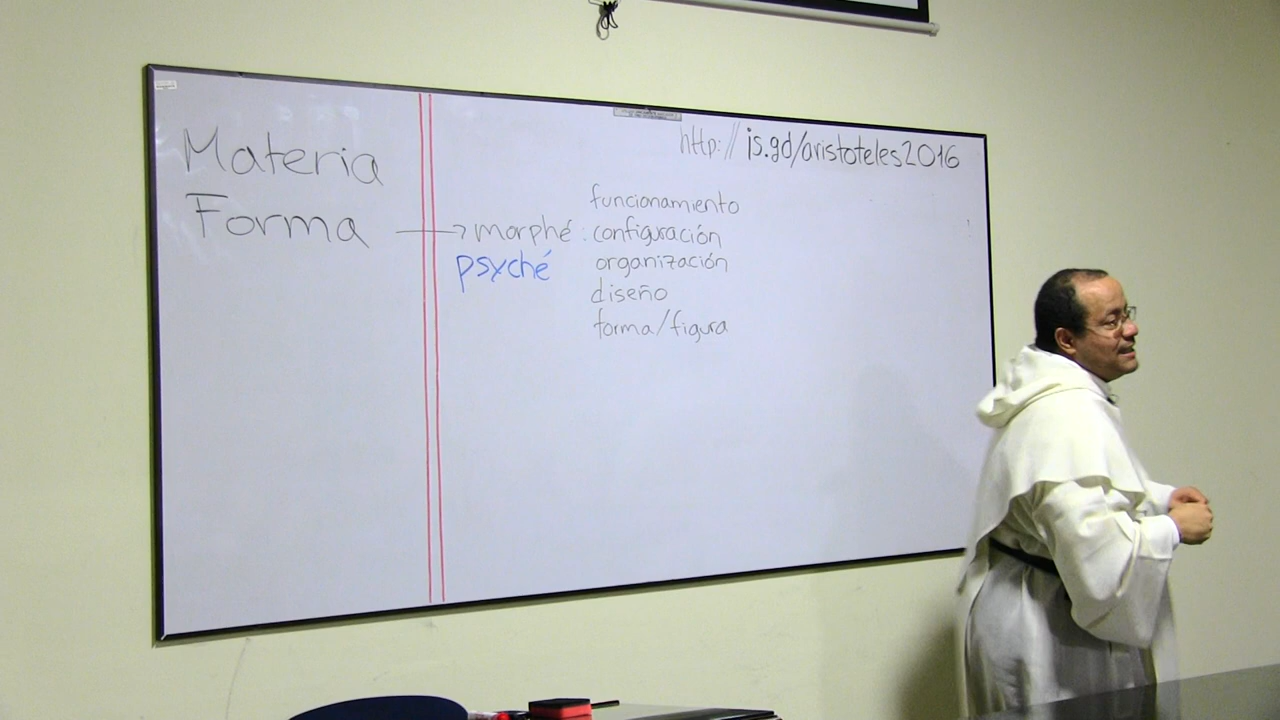 Materia
Forma → morphé : funcionamiento
configuración
psyché organización
diseño
forma/figura
http://is.gd/aristoteles2016